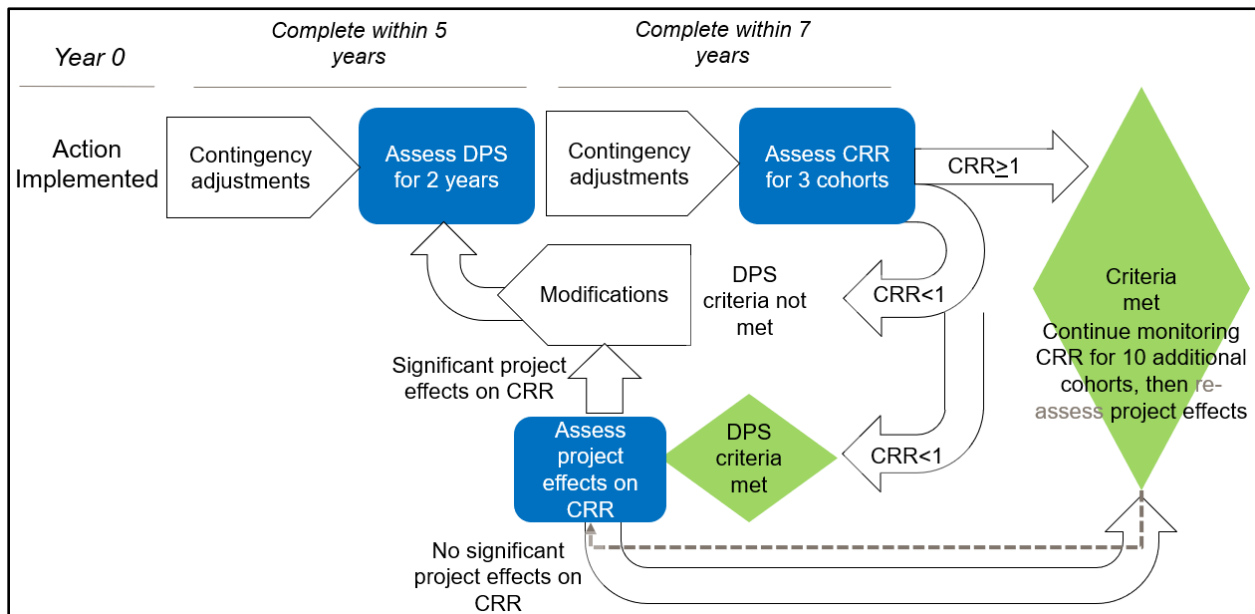 Year 0
Complete within 5
years
Complete within 7
years
Action
Implemented
Contingency
adjustments
Assess DPS
for 2 years
Contingency
adjustments
Assess CRR
for 3 cohorts
CRR≥1
Modifications
DPS
criteria not
met
CRR<1
Criteria
met
Continue monitoring
CRR for 10 additional
cohorts, then re-
assess project effects
Significant project
effects on CRR
Assess
project
effects on
CRR
DPS
criteria
met
CRR<1
No significant
project effects on
CRR